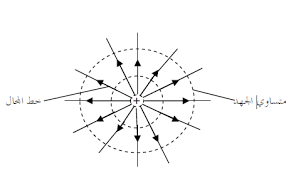 متساوي الجهد
خط المجال
+